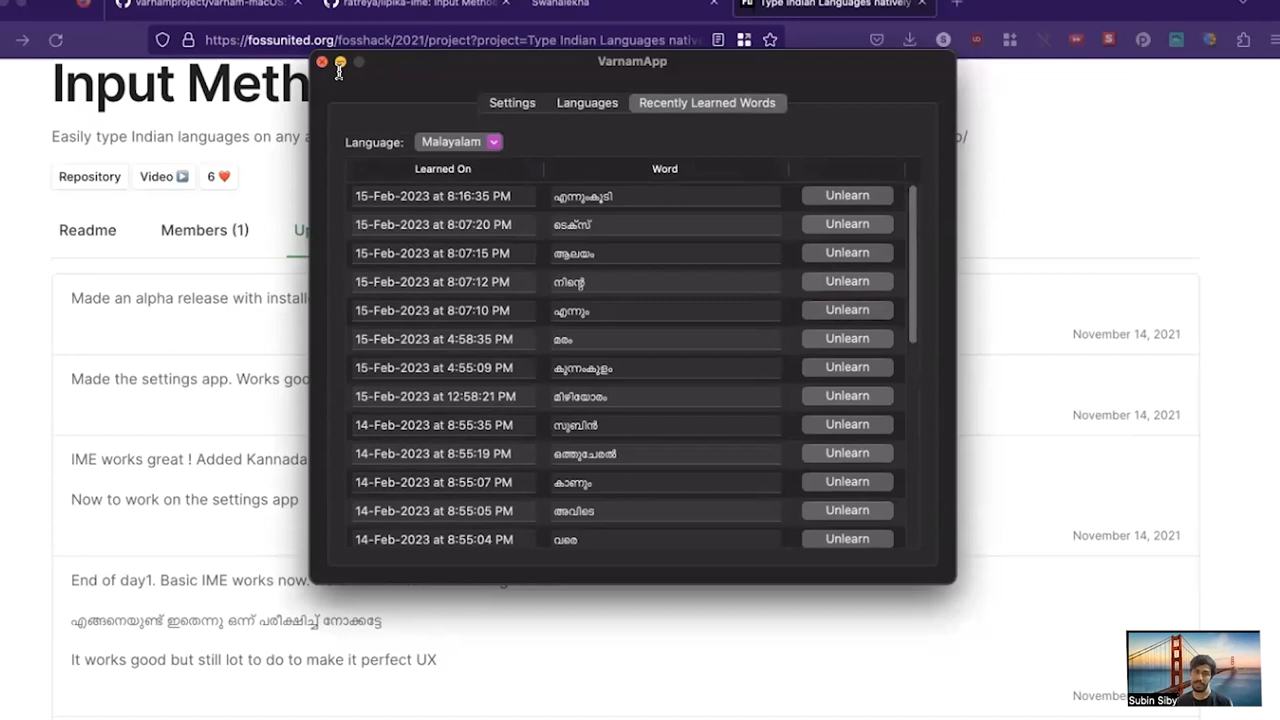 varnamproject/varnam-macOS:
ratreya/lipika-ime: Input Metho
Swanalekha
Type Indian Languages natively
https://fossunited.org/fosshack/2021/project?project=Type Indian Languages nativ
VarnamApp
Input Meth
Settings Languages Recently Learned Words
Easily type Indian languages on any a
p/
Language: Malayalam
Repository Video ▶ 6 ❤
Learned On Word
15-Feb-2023 at 8:16:35 PM എന്നുംകൂടി Unlearn
15-Feb-2023 at 8:07:20 PM ടെക്സ് Unlearn
Readme Members (1) Up
15-Feb-2023 at 8:07:15 PM ആലയം Unlearn
15-Feb-2023 at 8:07:12 PM നിന്റെ Unlearn
Made an alpha release with install
15-Feb-2023 at 8:07:10 PM എന്നും Unlearn
November 14, 2021
15-Feb-2023 at 4:58:35 PM മരം Unlearn
15-Feb-2023 at 4:55:09 PM കുന്നംകുളം Unlearn
Made the settings app. Works goo
15-Feb-2023 at 12:58:21 PM മിഴിയോരം Unlearn
November 14, 2021
14-Feb-2023 at 8:55:35 PM സുബിൻ Unlearn
14-Feb-2023 at 8:55:19 PM ഒത്തുചേരൽ Unlearn
IME works great ! Added Kannada
14-Feb-2023 at 8:55:07 PM കാണും Unlearn
Now to work on the settings app
14-Feb-2023 at 8:55:05 PM അവിടെ Unlearn
November 14, 2021
14-Feb-2023 at 8:55:04 PM വരെ Unlearn
End of day1. Basic IME works now.
എങ്ങനെയുണ്ട് ഇതെന്നു ഒന്ന് പരീക്ഷിച്ച് നോക്കട്ടേ
It works good but still lot to do to make it perfect UX
Novembe
Subin Siby